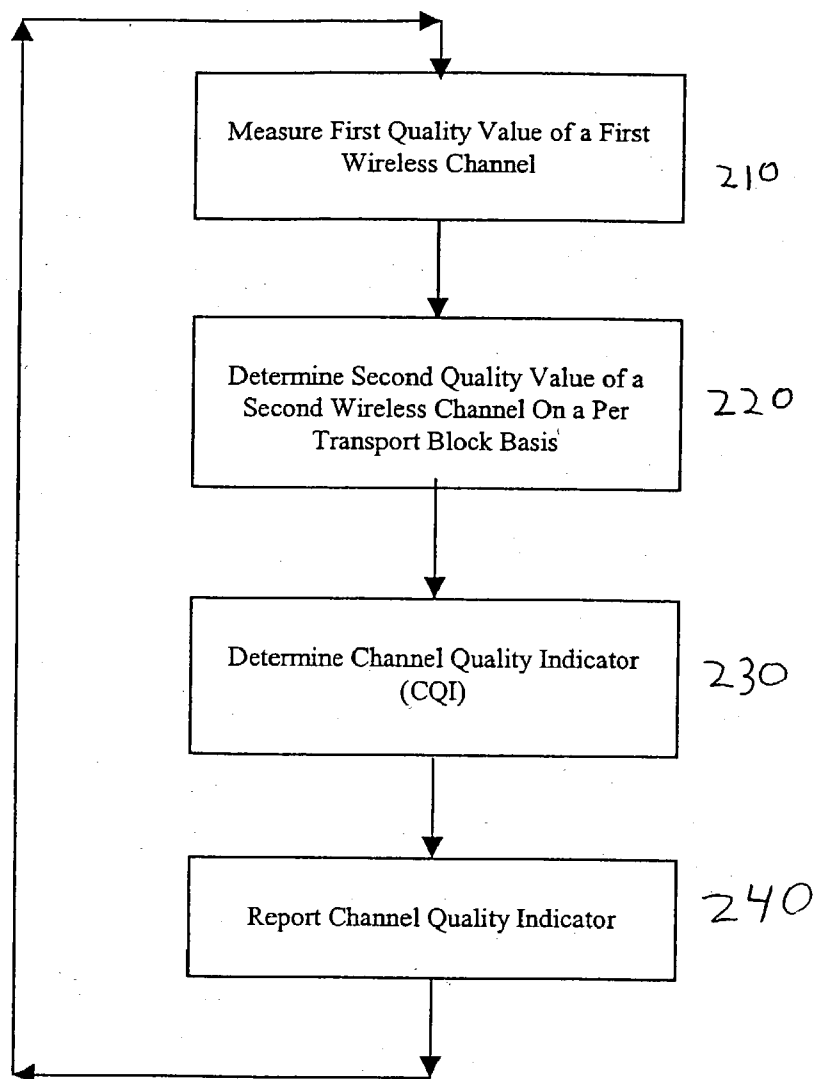 Measure First Quality Value of a First
Wireless Channel
210
Determine Second Quality Value of a
Second Wireless Channel On a Per
Transport Block Basis
220
Determine Channel Quality Indicator
(CQI)
230
Report Channel Quality Indicator
240